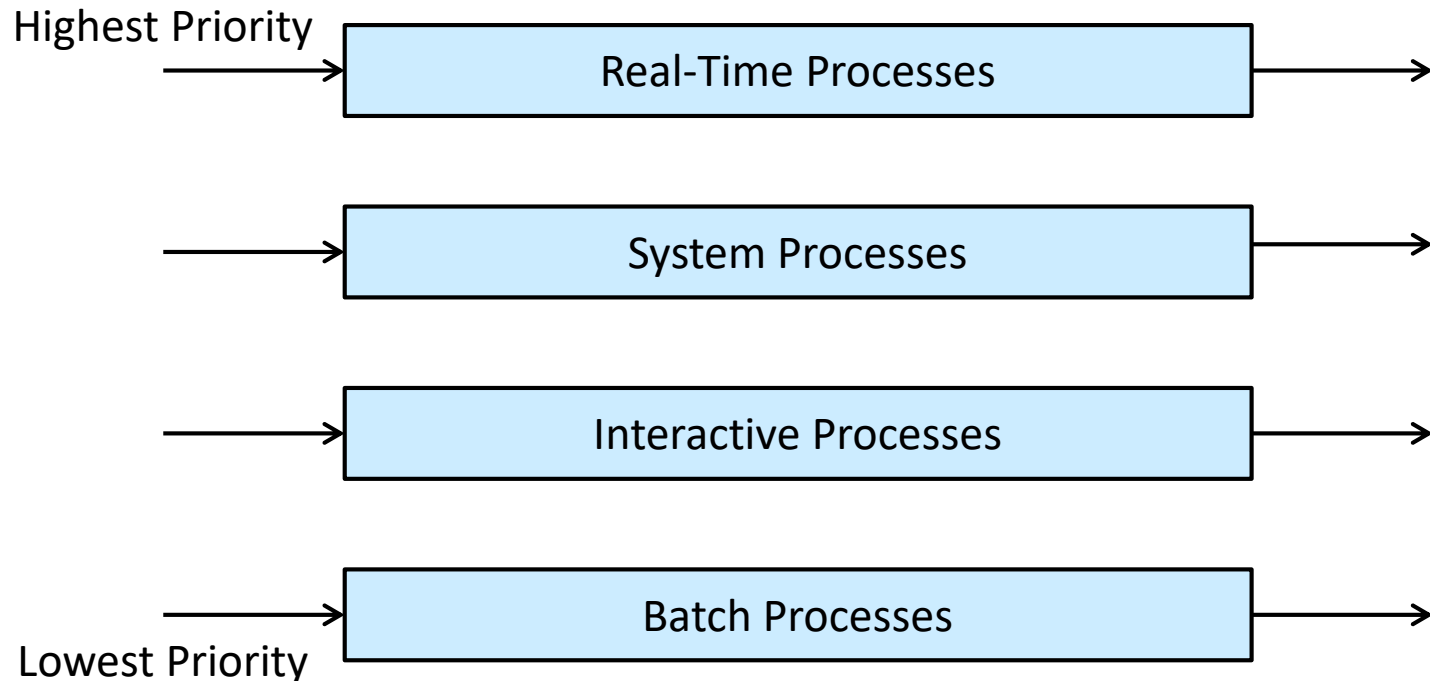 Highest Priority
Real-Time Processes
System Processes
Interactive Processes
Batch Processes
Lowest Priority